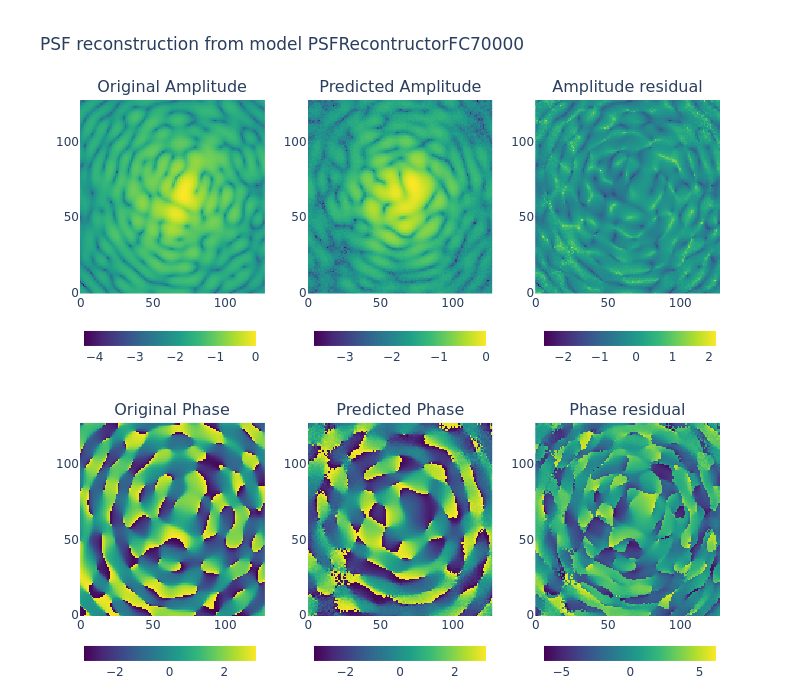 PSF reconstruction from model PSFRecontructorFC70000
Original Amplitude
Predicted Amplitude
Amplitude residual
100
50
0
0 50 100
100
50
0
0 50 100
100
50
0
0 50 100
−4 −3 −2 −1 0
−3 −2 −1 0
−2 −1 0 1 2
Original Phase
Predicted Phase
Phase residual
100
50
0
0 50 100
100
50
0
0 50 100
100
50
0
0 50 100
−2 0 2
−2 0 2
−5 0 5